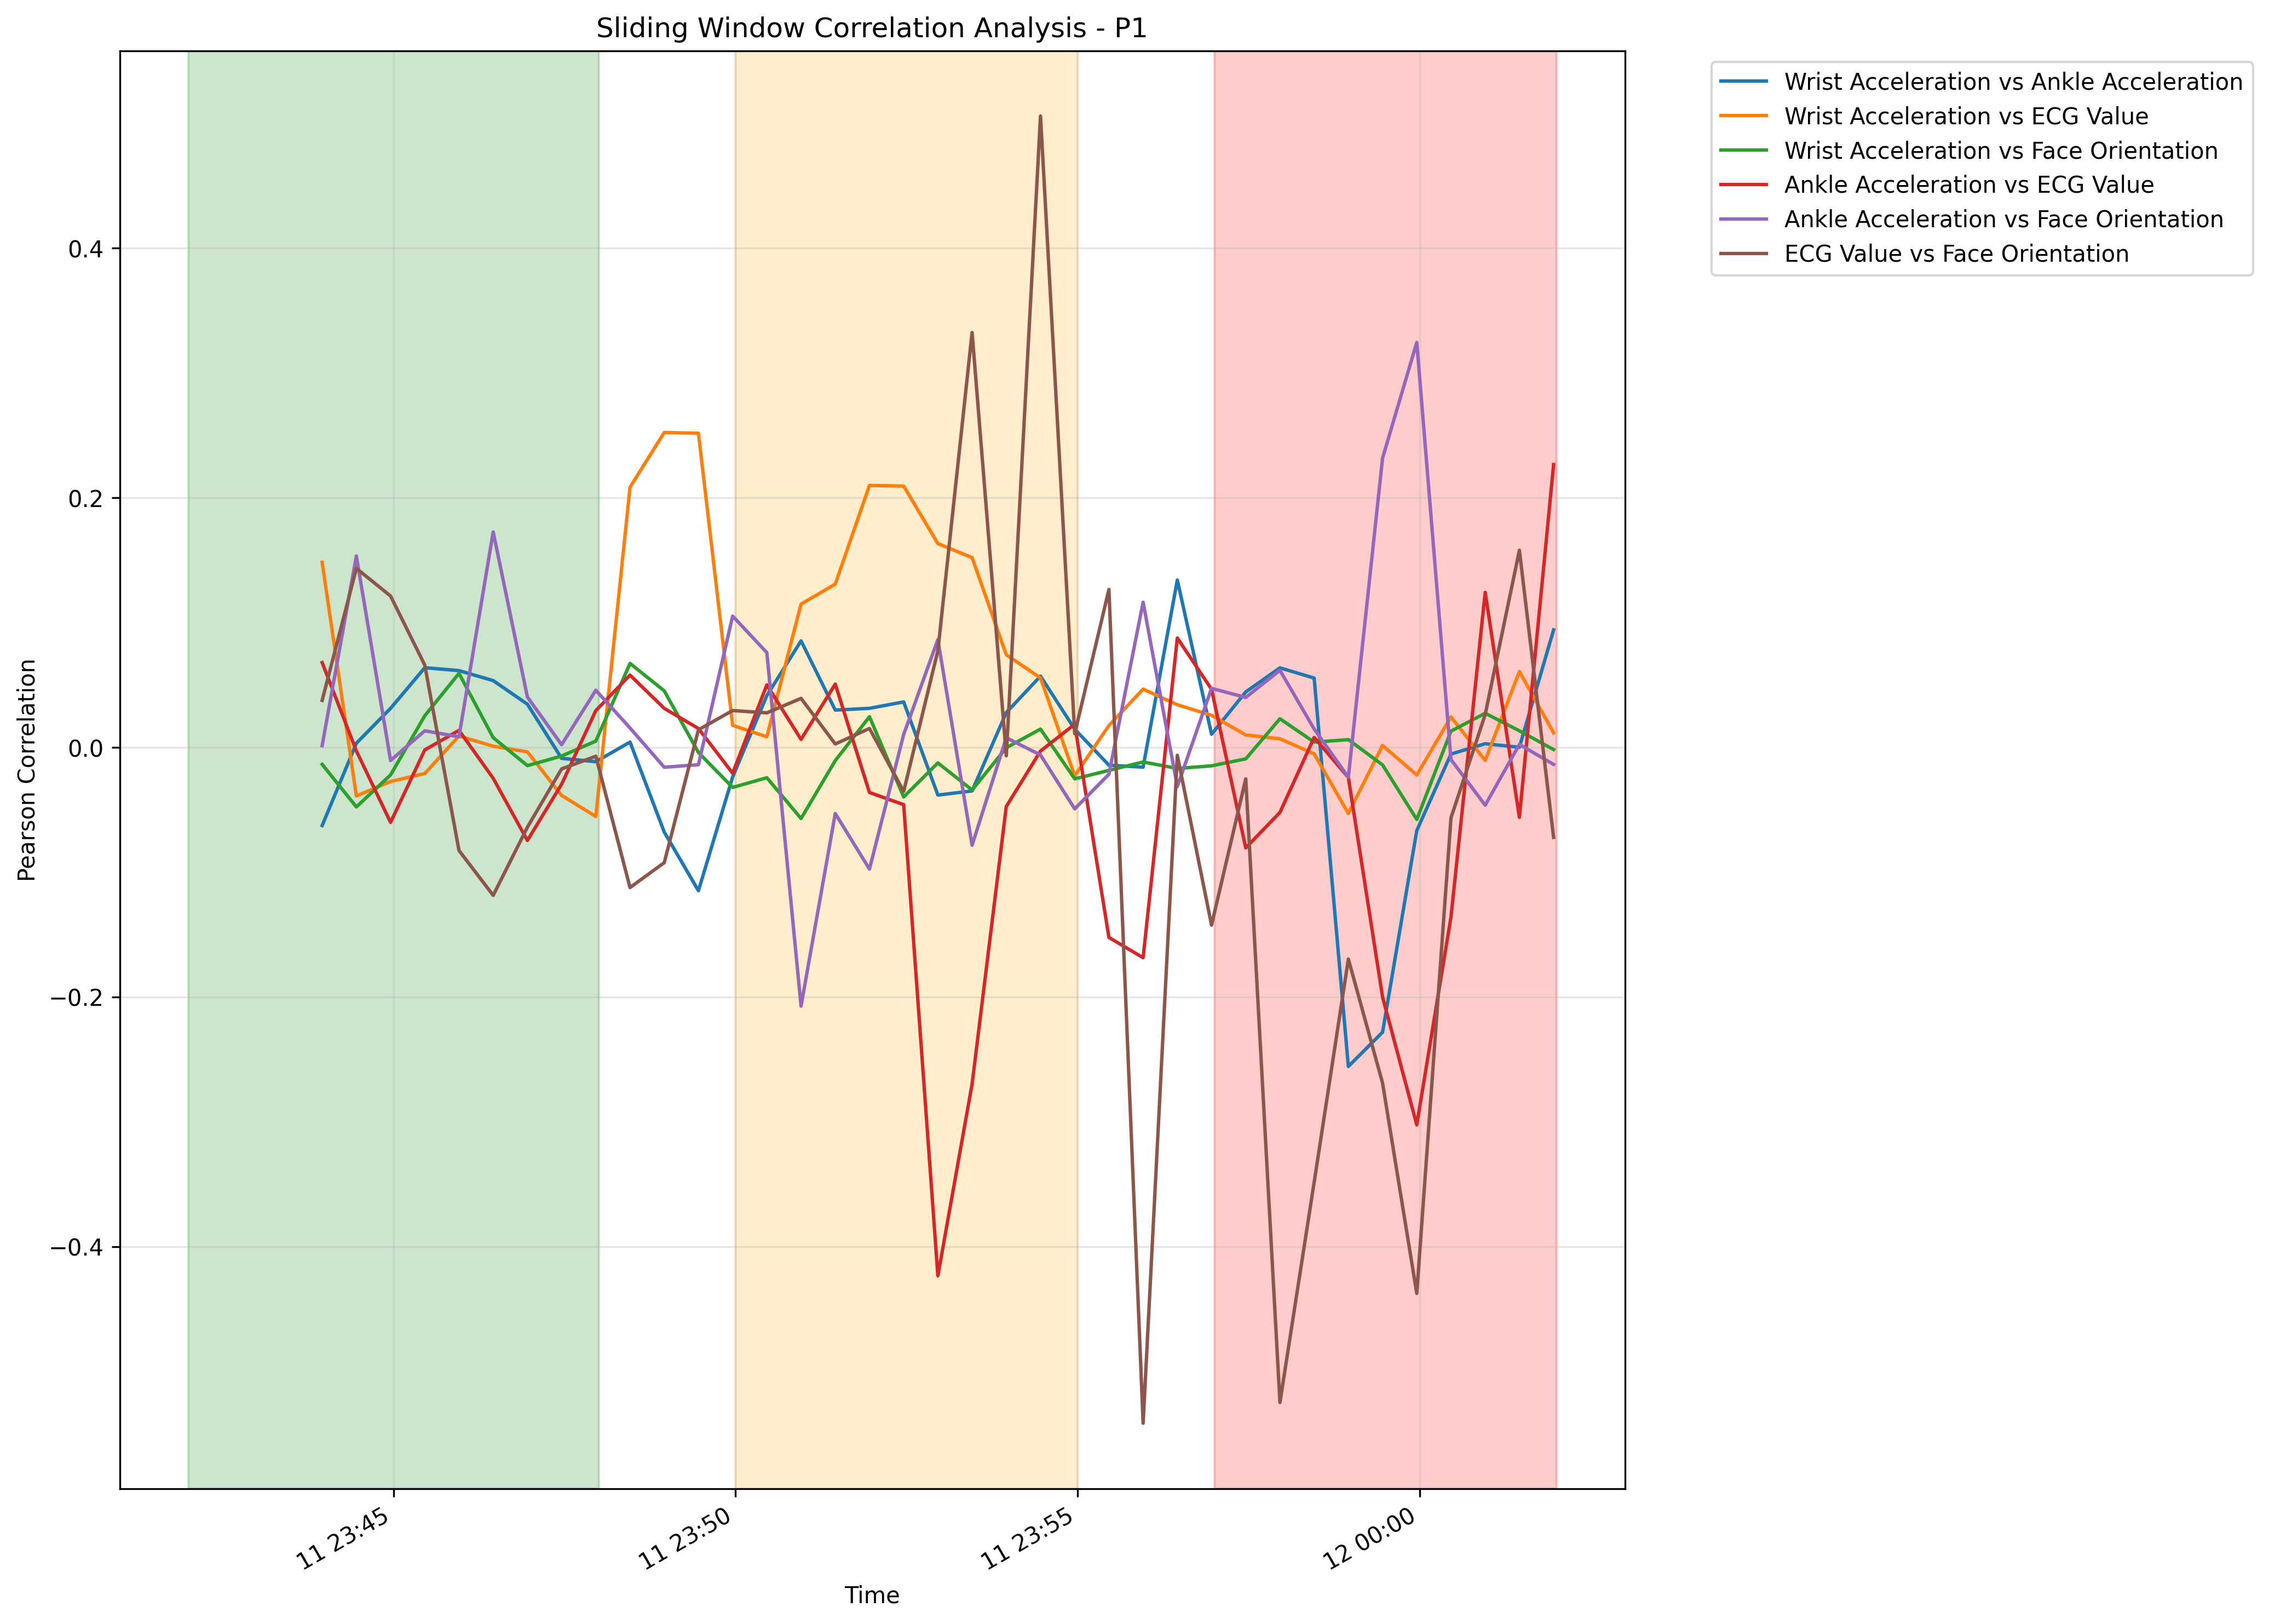 Sliding Window Correlation Analysis - P1
Wrist Acceleration vs Ankle Acceleration
Wrist Acceleration vs ECG Value
Wrist Acceleration vs Face Orientation
Ankle Acceleration vs ECG Value
Ankle Acceleration vs Face Orientation
ECG Value vs Face Orientation
Pearson Correlation
0.4
0.2
0.0
−0.2
−0.4
11 23:45
11 23:50
11 23:55
12 00:00
Time